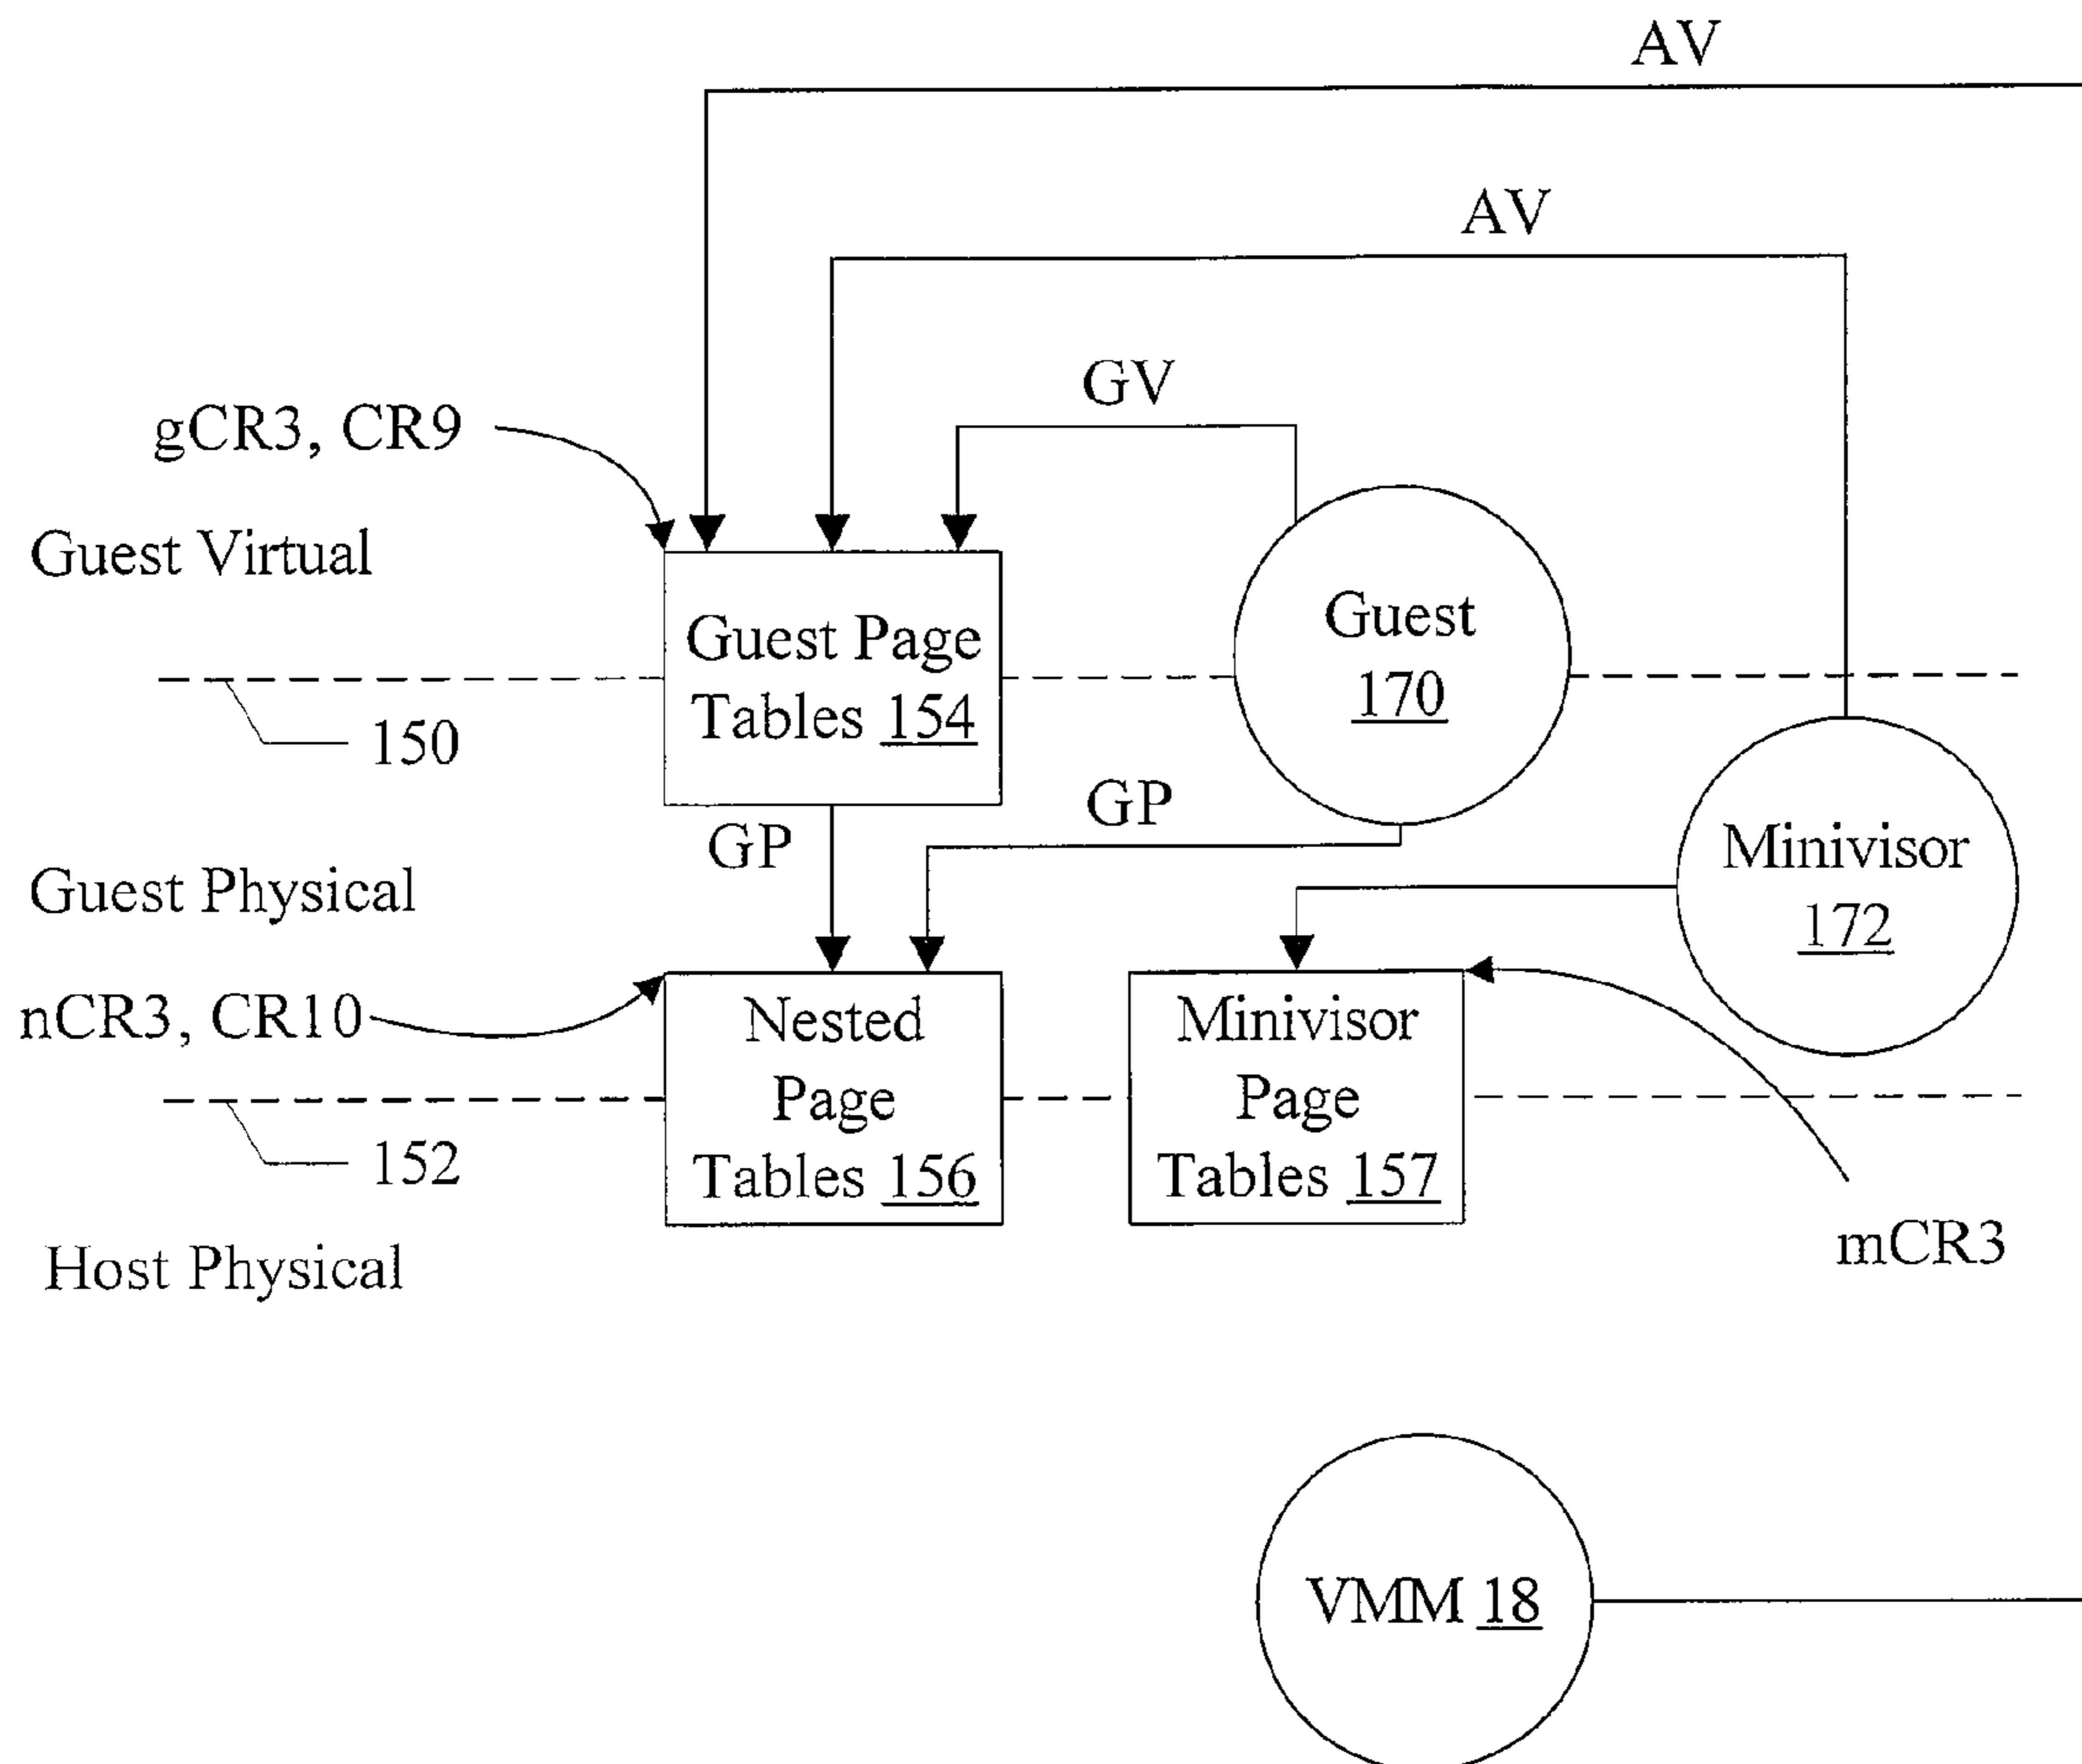 AV
AV
GV
gCR3, CR9
Guest Virtual
Guest Page
Tables 154
Guest
170
150
GP
GP
Minivisor
172
Guest Physical
nCR3, CR10
Nested
Page
Tables 156
Minivisor
Page
Tables 157
152
mCR3
Host Physical
VMM 18